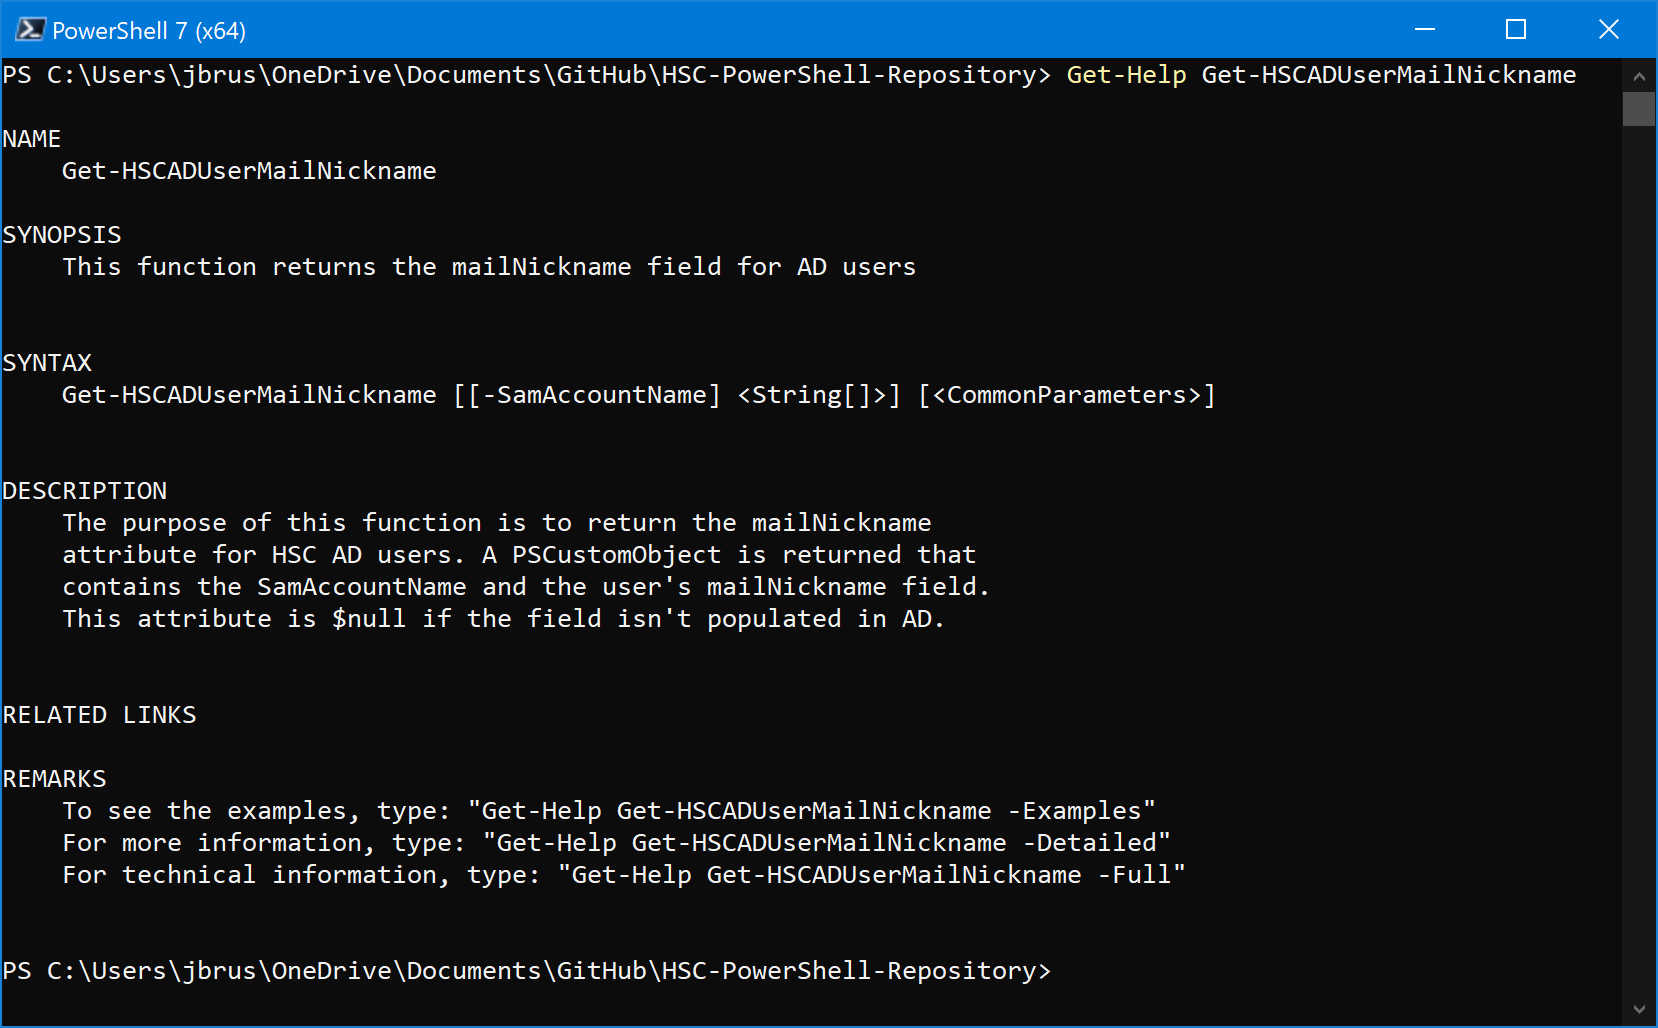 PowerShell 7 (x64)
PS C:\Users\jbrus\OneDrive\Documents\GitHub\HSC-PowerShell-Repository> Get-Help Get-HSCADUserMailNickname
NAME
Get-HSCADUserMailNickname
SYNOPSIS
This function returns the mailNickname field for AD users
SYNTAX
Get-HSCADUserMailNickname [[-SamAccountName] <String[]>] [<CommonParameters>]
DESCRIPTION
The purpose of this function is to return the mailNickname
attribute for HSC AD users. A PSCustomObject is returned that
contains the SamAccountName and the user's mailNickname field.
This attribute is $null if the field isn't populated in AD.
RELATED LINKS
REMARKS
To see the examples, type: "Get-Help Get-HSCADUserMailNickname -Examples"
For more information, type: "Get-Help Get-HSCADUserMailNickname -Detailed"
For technical information, type: "Get-Help Get-HSCADUserMailNickname -Full"
PS C:\Users\jbrus\OneDrive\Documents\GitHub\HSC-PowerShell-Repository>